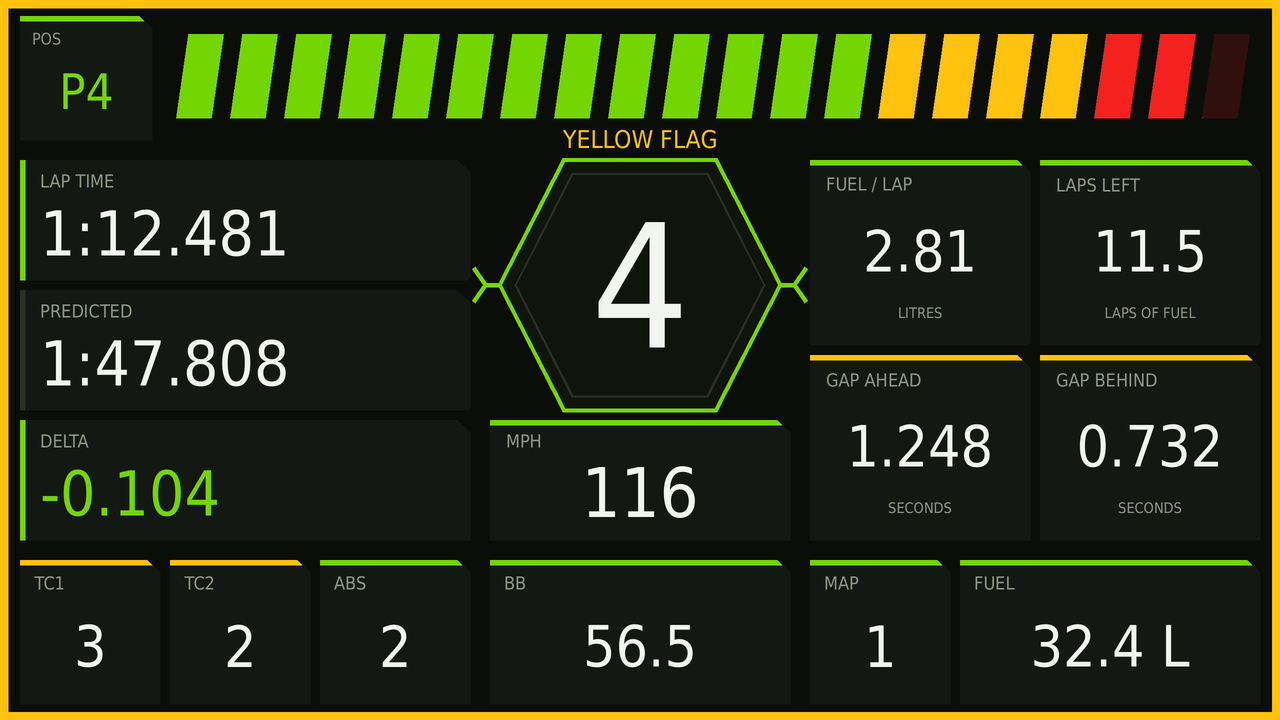 POS
P4
YELLOW FLAG
LAP TIME
1:12.481
PREDICTED
1:47.808
DELTA
-0.104
4
MPH
116
FUEL / LAP
2.81
LITRES
LAPS LEFT
11.5
LAPS OF FUEL
GAP AHEAD
1.248
SECONDS
GAP BEHIND
0.732
SECONDS
TC1
3
TC2
2
ABS
2
BB
56.5
MAP
1
FUEL
32.4 L